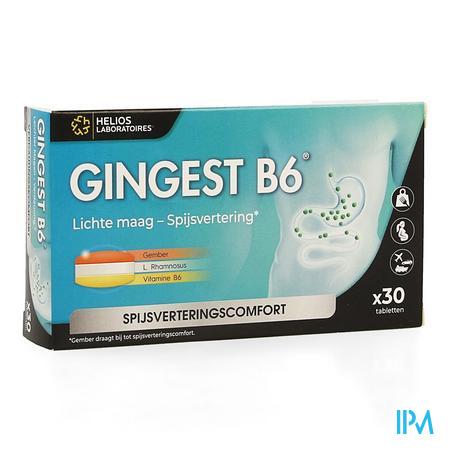 HELIOS
LABORATOIRES
GINGEST B6®
Lichte maag – Spijsvertering*
Gember
L. Rhamnosus
Vitamine B6
SPIJSVERTERINGSCOMFORT
*Gember draagt bij tot spijsverteringscomfort.
x30
tabletten
GINGEST B6
x30
IPM